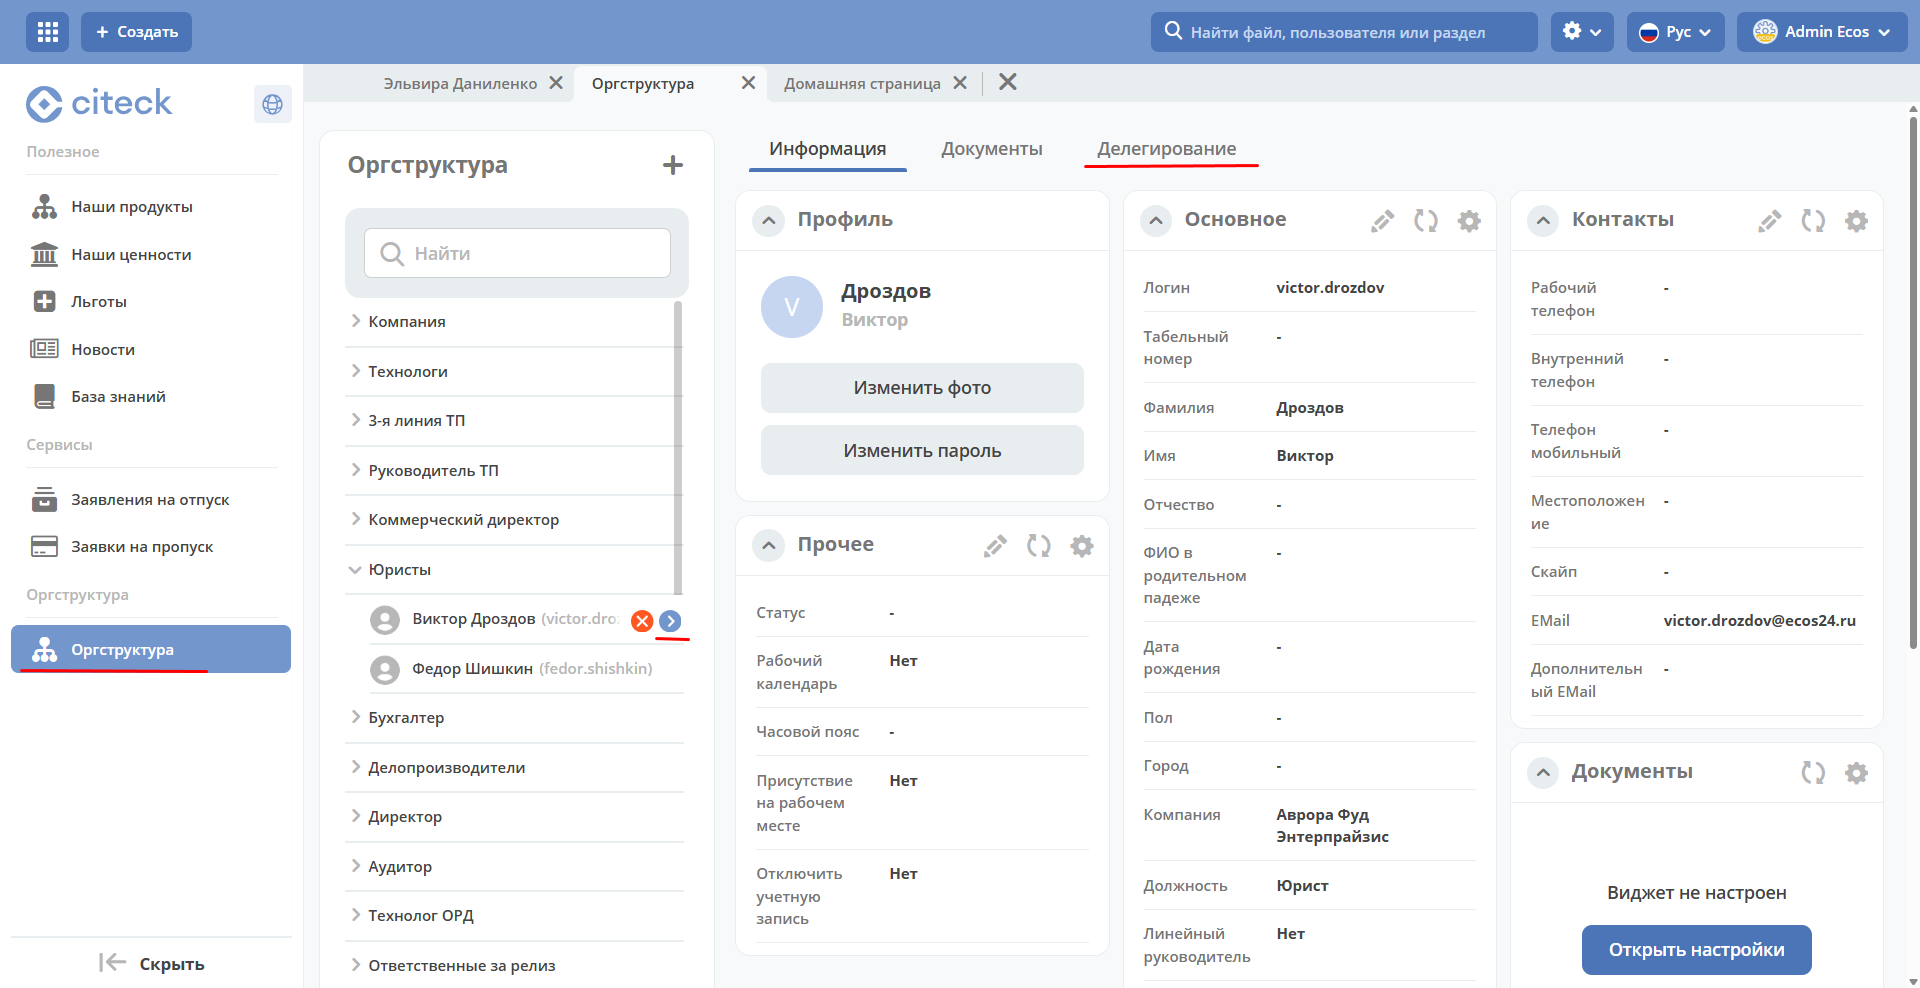 + Создать
Найти файл, пользователя или раздел
Рус
Admin Ecos
citeck
Полезное
Наши продукты
Наши ценности
Льготы
Новости
База знаний
Сервисы
Заявления на отпуск
Заявки на пропуск
Оргструктура
Оргструктура
Скрыть
Эльвира Даниленко
Оргструктура
Домашняя страница
Оргструктура
Найти
Компания
Технологи
3-я линия ТП
Руководитель ТП
Коммерческий директор
Юристы
Виктор Дроздов (victor.dro
Федор Шишкин (fedor.shishkin)
Бухгалтер
Делопроизводители
Директор
Аудитор
Технолог ОРД
Ответственные за релиз
Информация
Документы
Делегирование
Профиль
V
Дроздов
Виктор
Изменить фото
Изменить пароль
Прочее
Статус -
Рабочий календарь Нет
Часовой пояс -
Присутствие на рабочем месте Нет
Отключить учетную запись Нет
Основное
Логин victor.drozdov
Табельный номер -
Фамилия Дроздов
Имя Виктор
Отчество -
ФИО в родительном падеже -
Дата рождения -
Пол -
Город -
Компания Аврора Фуд Энтерпрайзис
Должность Юрист
Линейный руководитель Нет
Контакты
Рабочий телефон -
Внутренний телефон -
Телефон мобильный -
Местоположен
ие -
Скайп -
EMail victor.drozdov@ecos24.ru
Дополнительн
ый EMail -
Документы
Виджет не настроен
Открыть настройки